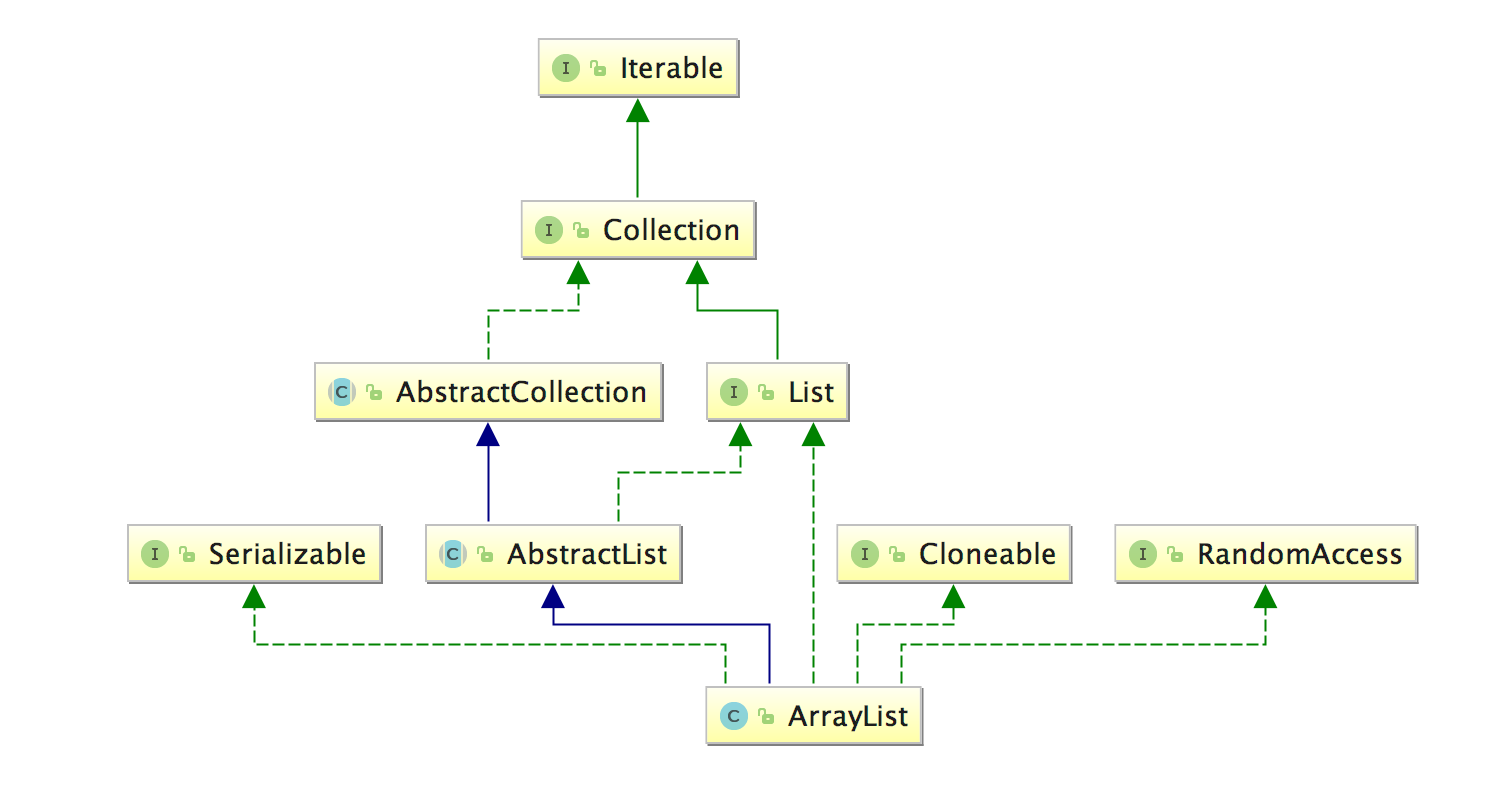 I Iterable
I Collection
C AbstractCollection
I List
I Serializable
C AbstractList
I Cloneable
I RandomAccess
C ArrayList